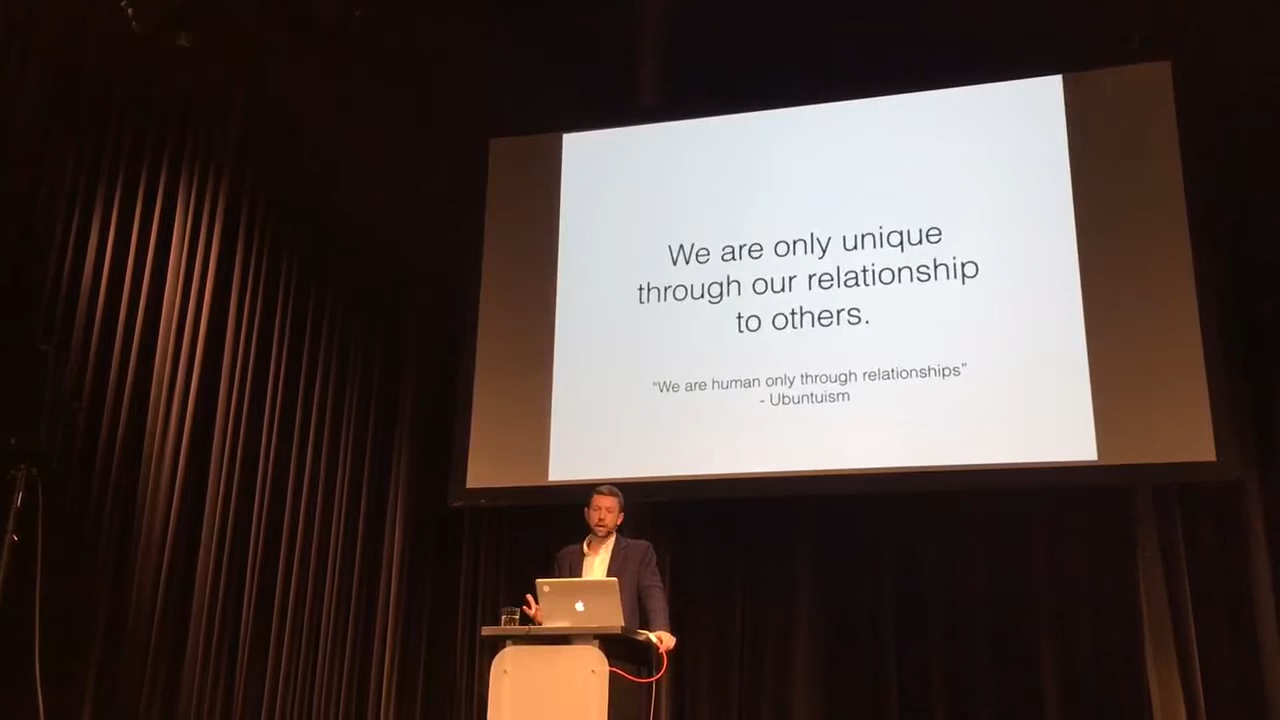 We are only unique
through our relationship
to others.
“We are human only through relationships”
- Ubuntuism